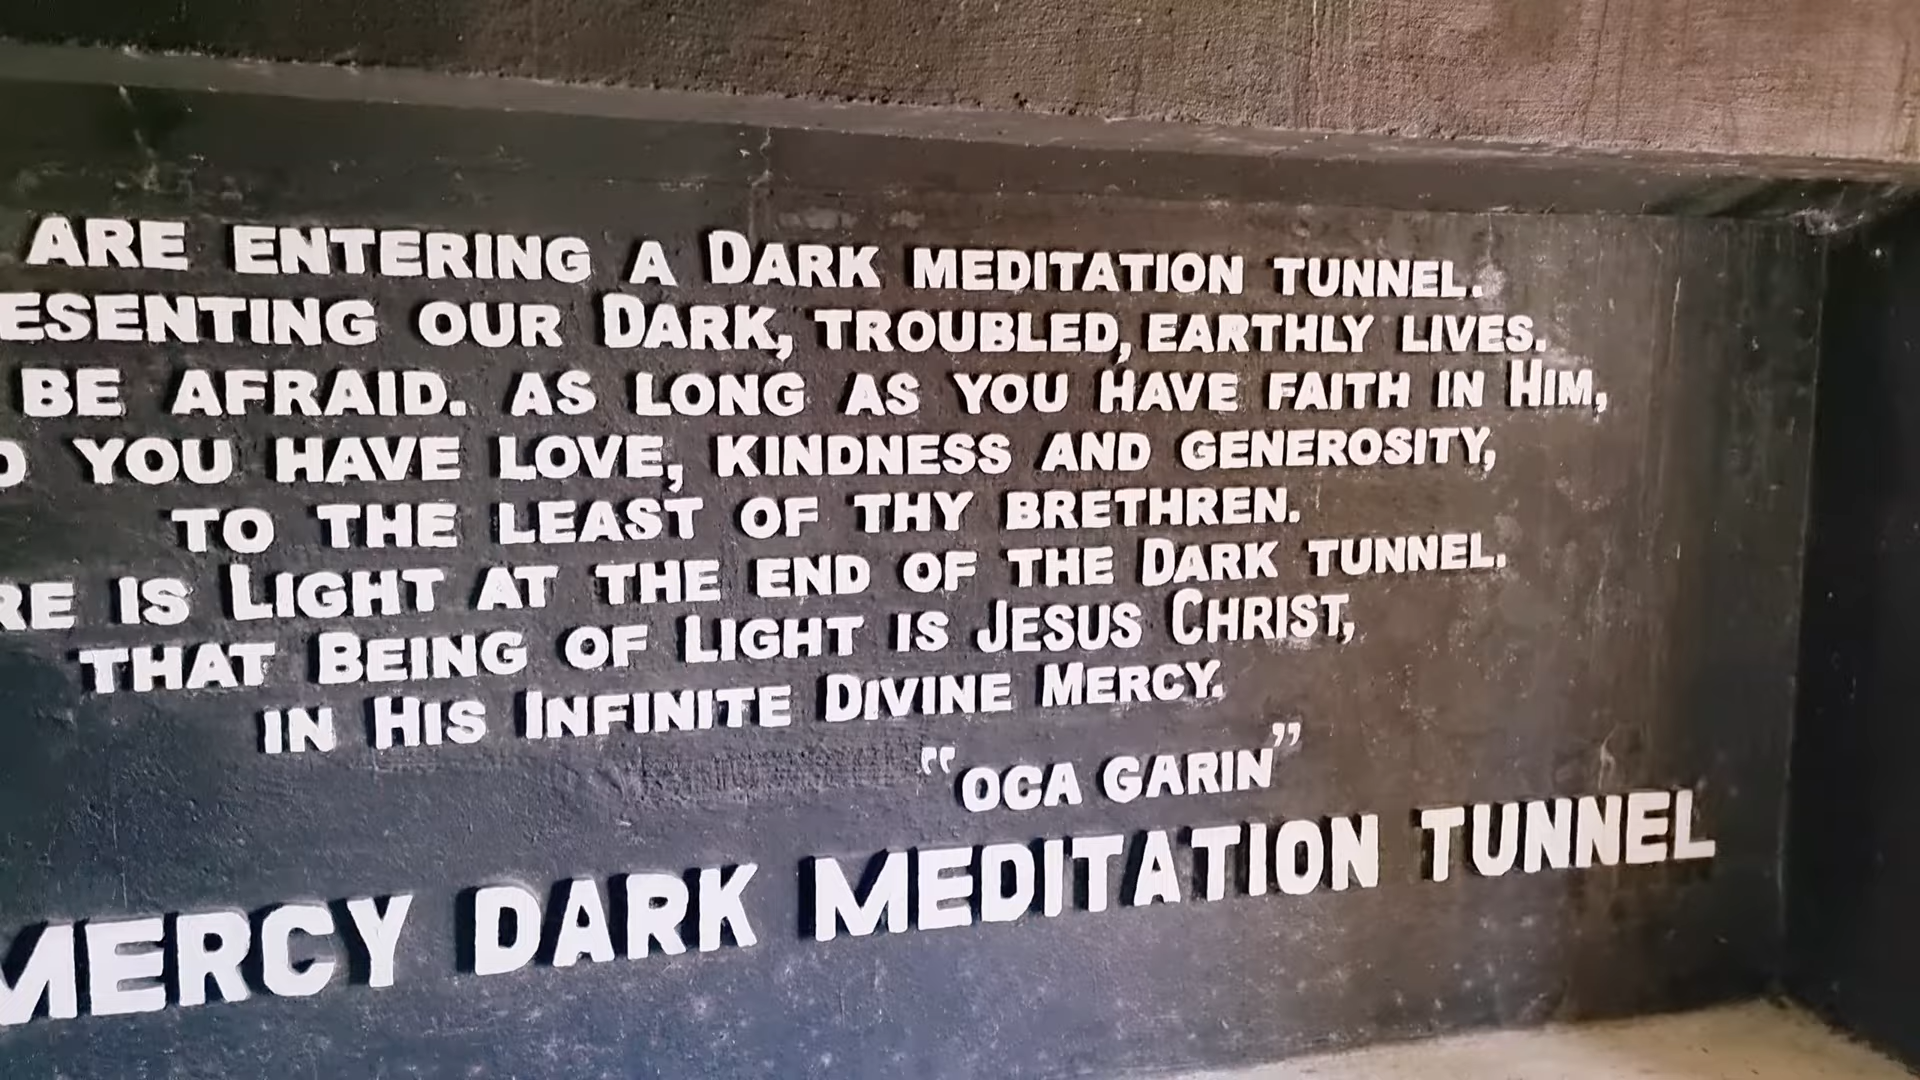 ARE ENTERING A DARK MEDITATION TUNNEL.
ESENTING OUR DARK, TROUBLED, EARTHLY LIVES.
BE AFRAID. AS LONG AS YOU HAVE FAITH IN HIM,
YOU HAVE LOVE, KINDNESS AND GENEROSITY,
TO THE LEAST OF THY BRETHREN.
RE IS LIGHT AT THE END OF THE DARK TUNNEL.
THAT BEING OF LIGHT IS JESUS CHRIST,
IN HIS INFINITE DIVINE MERCY.
"OCA GARIN"
MERCY DARK MEDITATION TUNNEL